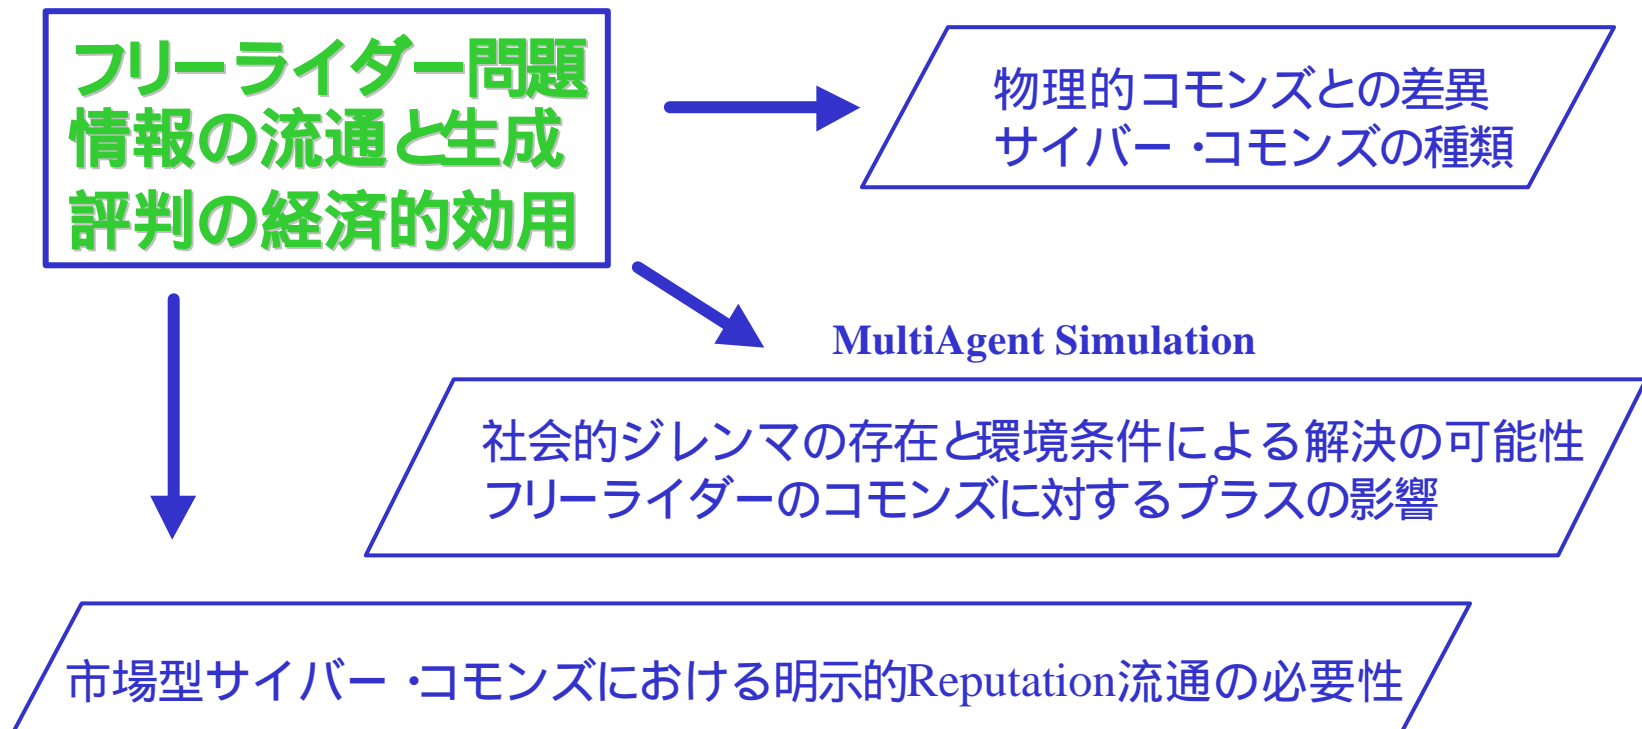 フリーライダー問題
情報の流通と生成
評判の経済的効用
物理的コモンズとの差異
サイバー・コモンズの種類
MultiAgent Simulation
社会的ジレンマの存在と環境条件による解決の可能性
フリーライダーのコモンズに対するプラスの影響
市場型サイバー・コモンズにおける明示的Reputation流通の必要性